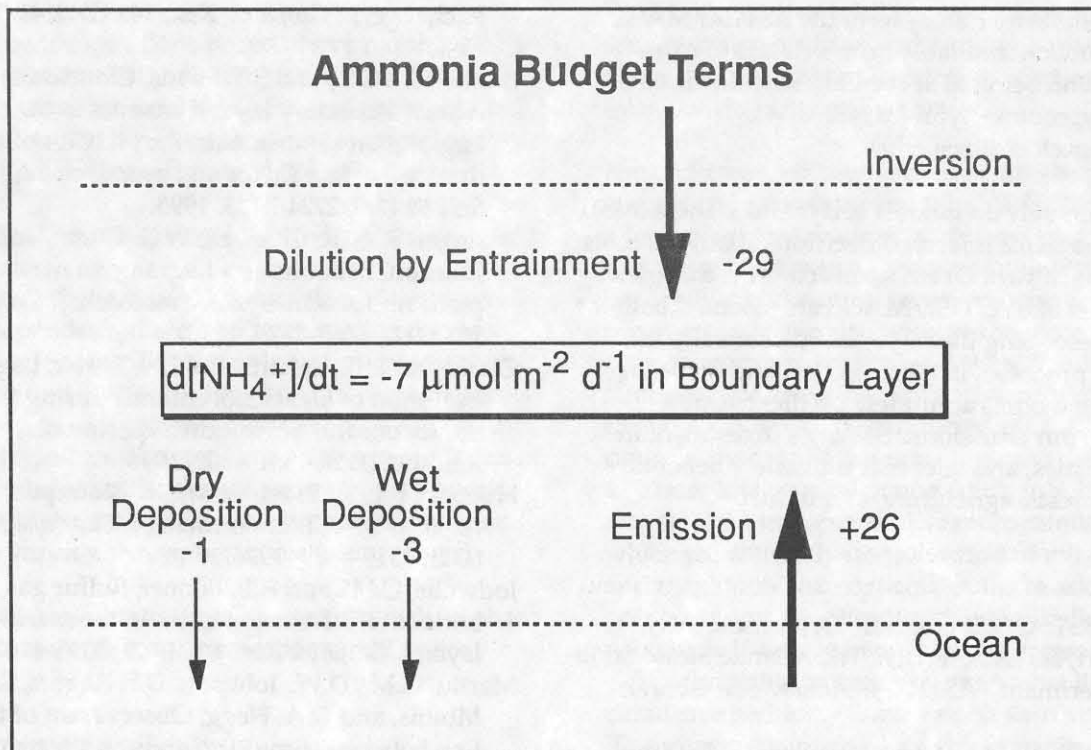 Ammonia Budget Terms
Inversion
Dilution by Entrainment -29
d[NH₄⁺]/dt = -7 μmol m⁻² d⁻¹ in Boundary Layer
Dry Deposition
-1
Wet Deposition
-3
Emission +26
Ocean